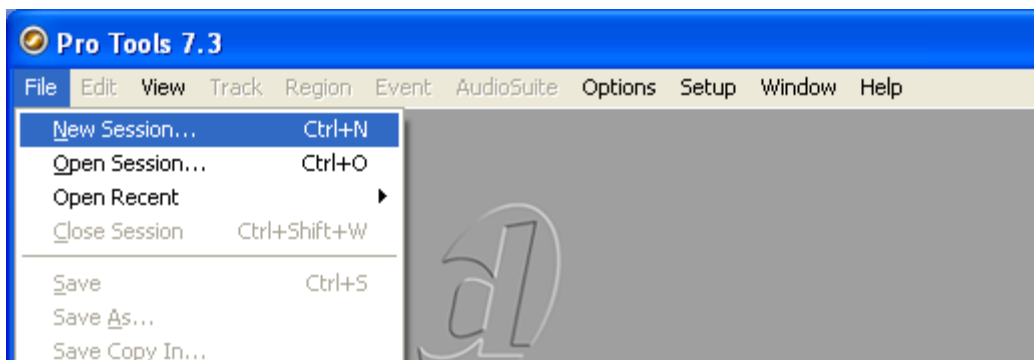 Pro Tools 7.3
File Edit View Track Region Event AudioSuite Options Setup Window Help
New Session... Ctrl+N
Open Session... Ctrl+O
Open Recent
Close Session Ctrl+Shift+W
Save Ctrl+S
Save As...
Save Copy In...